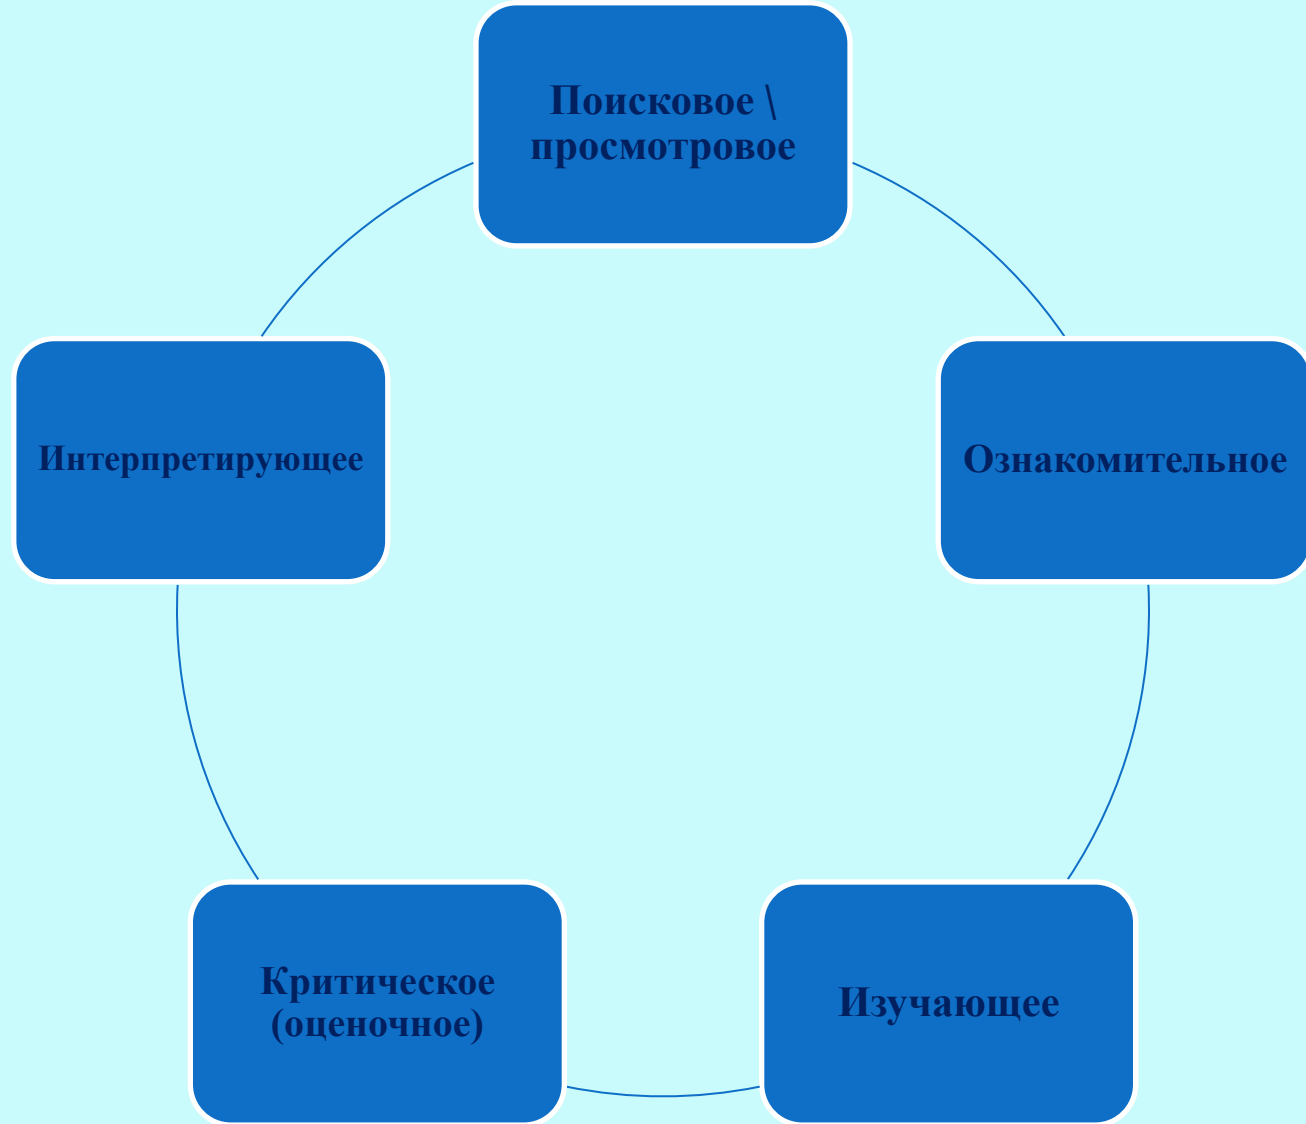 Поисковое \
просмотровое
Ознакомительное
Изучающее
Критическое
(оценочное)
Интерпретирующее